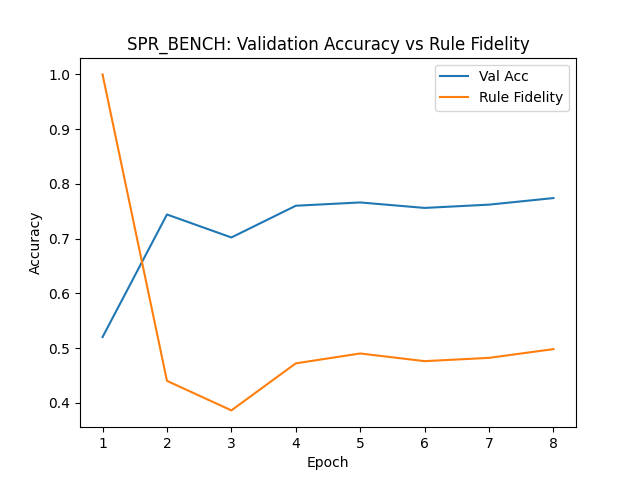 SPR_BENCH: Validation Accuracy vs Rule Fidelity
Val Acc
Rule Fidelity
Accuracy
1.0
0.9
0.8
0.7
0.6
0.5
0.4
1 2 3 4 5 6 7 8
Epoch